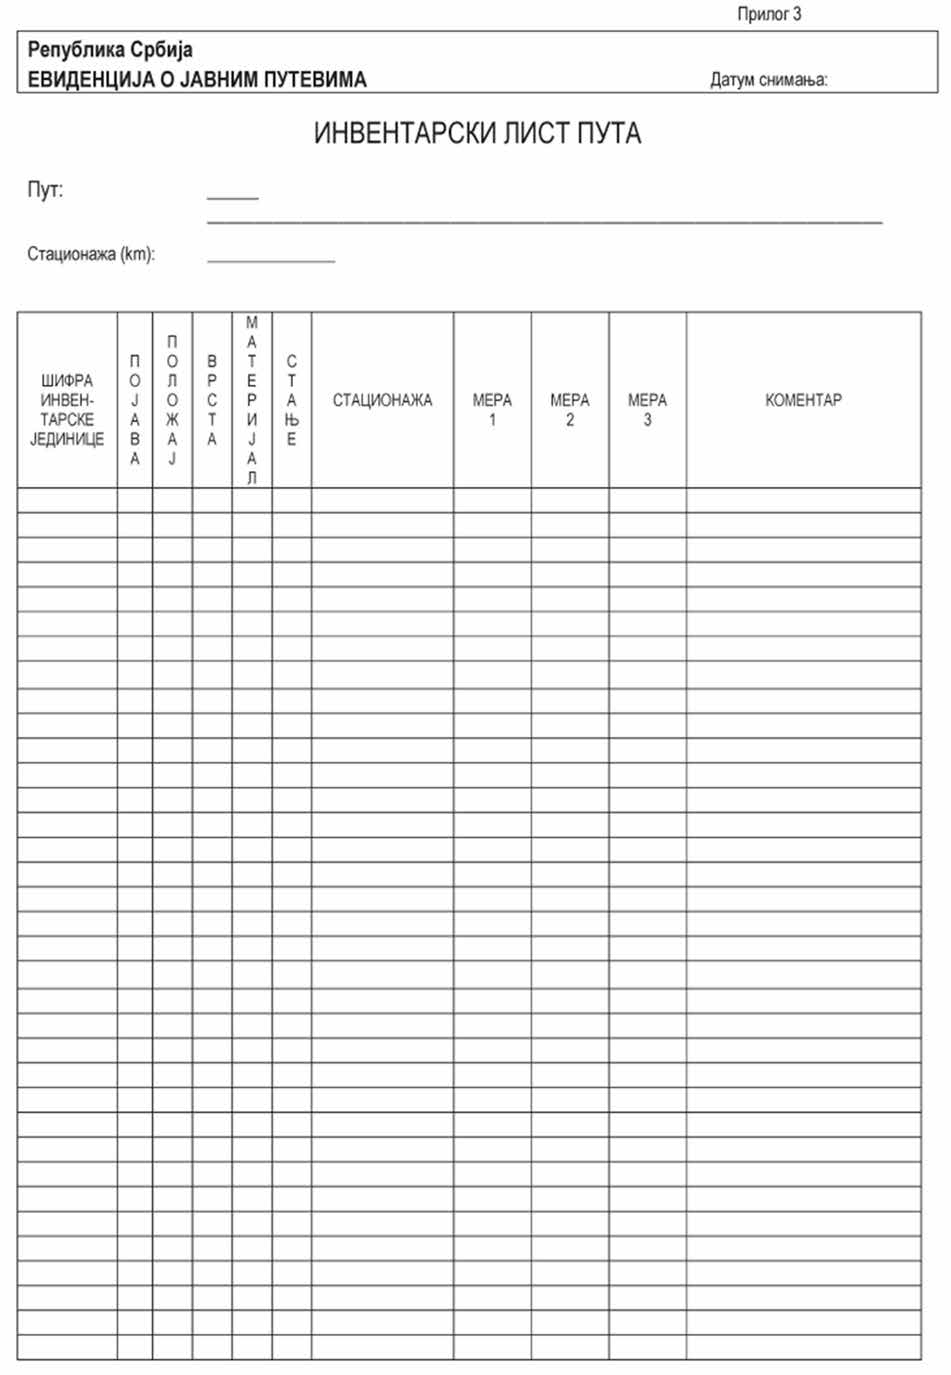 Прилог 3
Република Србија
ЕВИДЕНЦИЈА О ЈАВНИМ ПУТЕВИМА
Датум снимања:
ИНВЕНТАРСКИ ЛИСТ ПУТА
Пут:
Стационажа (km):
ШИФРА
ИНВЕН-
ТАРСКЕ
ЈЕДИНИЦЕ
ПОЈАВА
ПОЛОЖАЈ
ВРСТА
МАТЕРИЈАЛ
СТАЊЕ
СТАЦИОНАЖА
МЕРА
1
МЕРА
2
МЕРА
3
КОМЕНТАР